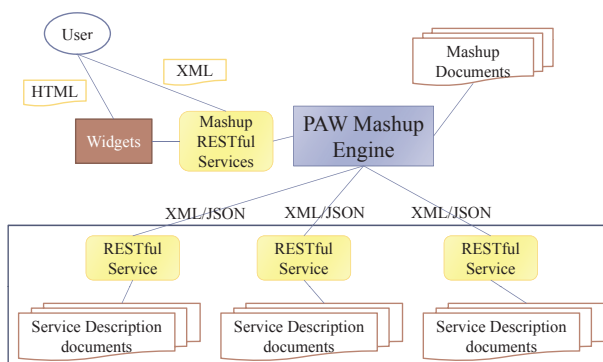 User
XML
Mashup
Documents
HTML
Widgets
Mashup
RESTful
Services
PAW Mashup
Engine
XML/JSON
XML/JSON
XML/JSON
RESTful
Service
RESTful
Service
RESTful
Service
Service Description
documents
Service Description
documents
Service Description
documents